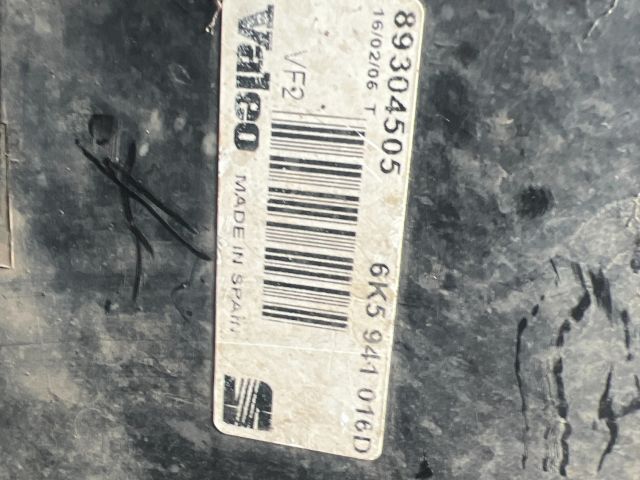 89304505 6K5 941 016D
16/02/06 T
VF2
Valeo MADE IN SPAIN